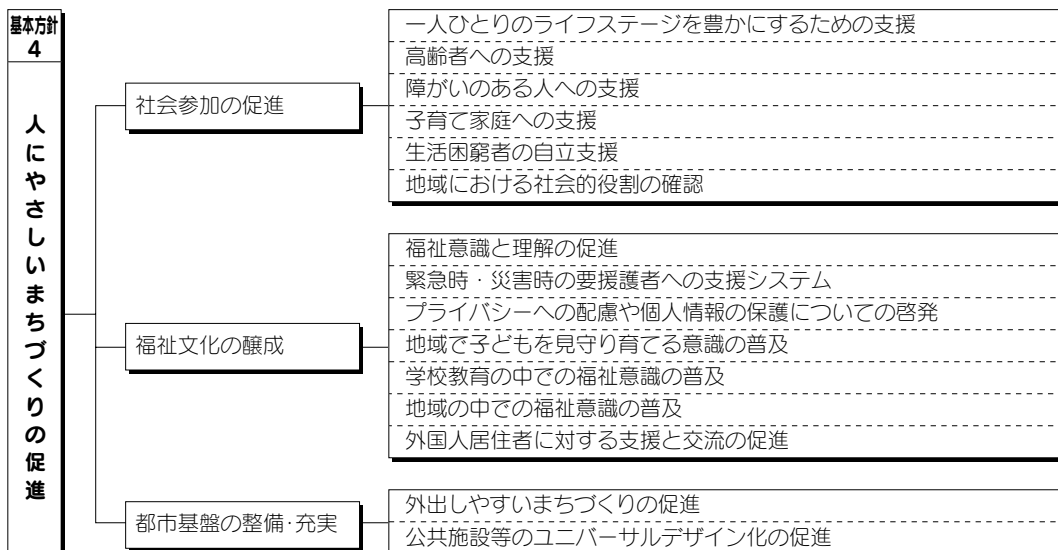 基本方針
4
人にやさしいまちづくりの促進
社会参加の促進
一人ひとりのライフステージを豊かにするための支援
高齢者への支援
障がいのある人への支援
子育て家庭への支援
生活困窮者の自立支援
地域における社会的役割の確認
福祉文化の醸成
福祉意識と理解の促進
緊急時・災害時の要援護者への支援システム
プライバシーへの配慮や個人情報の保護についての啓発
地域で子どもを見守り育てる意識の普及
学校教育の中での福祉意識の普及
地域の中での福祉意識の普及
外国人居住者に対する支援と交流の促進
都市基盤の整備・充実
外出しやすいまちづくりの促進
公共施設等のユニバーサルデザイン化の促進